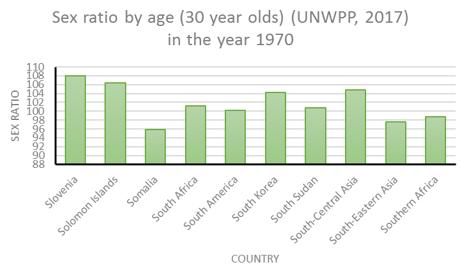 Sex ratio by age (30 year olds) (UNWPP, 2017)
in the year 1970
SEX RATIO
110
108
106
104
102
100
98
96
94
92
90
88
Slovenia
Solomon Islands
Somalia
South Africa
South America
South Korea
South Sudan
South-Central Asia
South-Eastern Asia
Southern Africa
COUNTRY